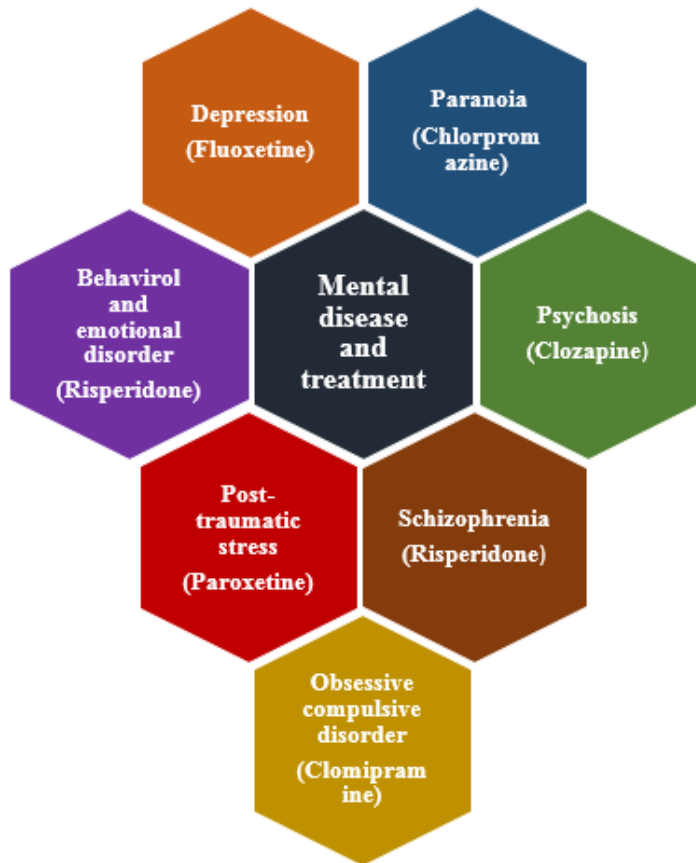 Depression
(Fluoxetine)
Paranoia
(Chlorprom
azine)
Behavirol
and
emotional
disorder
(Risperidone)
Mental
disease
and
treatment
Psychosis
(Clozapine)
Post-
traumatic
stress
(Paroxetine)
Schizophrenia
(Risperidone)
Obsessive
compulsive
disorder
(Clomipram
ine)